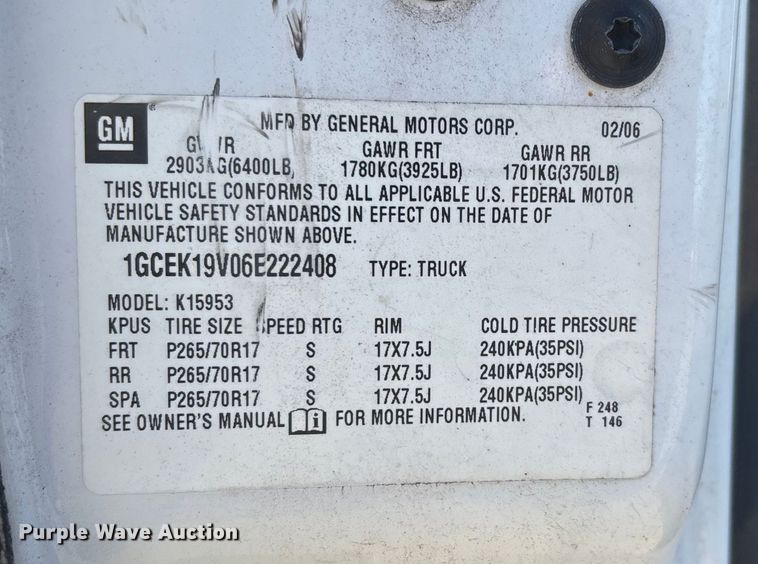 GM
MFD BY GENERAL MOTORS CORP. 02/06
GVWR GAWR FRT GAWR RR
2903KG(6400LB) 1780KG(3925LB) 1701KG(3750LB)
THIS VEHICLE CONFORMS TO ALL APPLICABLE U.S. FEDERAL MOTOR
VEHICLE SAFETY STANDARDS IN EFFECT ON THE DATE OF
MANUFACTURE SHOWN ABOVE.
1GCEK19V06E222408 TYPE: TRUCK
MODEL: K15953
KPUS TIRE SIZE SPEED RTG RIM COLD TIRE PRESSURE
FRT P265/70R17 S 17X7.5J 240KPA(35PSI)
RR P265/70R17 S 17X7.5J 240KPA(35PSI)
SPA P265/70R17 S 17X7.5J 240KPA(35PSI)
SEE OWNER'S MANUAL FOR MORE INFORMATION.
F 248
T 146
Purple Wave Auction